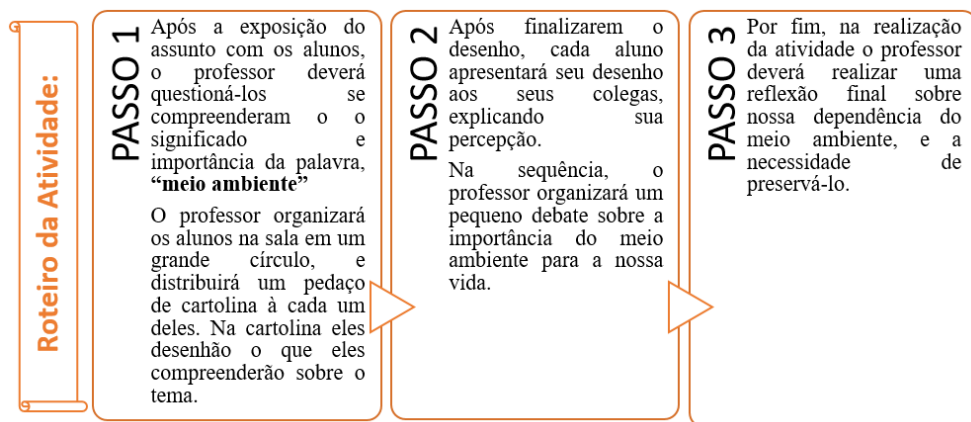 Roteiro da Atividade:
PASSO 1
Após a exposição do
assunto com os alunos,
o professor deverá
questioná-los se
compreenderam o o
significado e
importância da palavra,
“meio ambiente”
O professor organizará
os alunos na sala em um
grande círculo, e
distribuirá um pedaço
de cartolina à cada um
deles. Na cartolina eles
desenhão o que eles
compreenderão sobre o
tema.
PASSO 2
Após finalizarem o
desenho, cada aluno
apresentará seu desenho
aos seus colegas,
explicando sua
percepção.
Na sequência, o
professor organizará um
pequeno debate sobre a
importância do meio
ambiente para a nossa
vida.
PASSO 3
Por fim, na realização
da atividade o professor
deverá realizar uma
reflexão final sobre
nossa dependência do
meio ambiente, e a
necessidade de
preservá-lo.